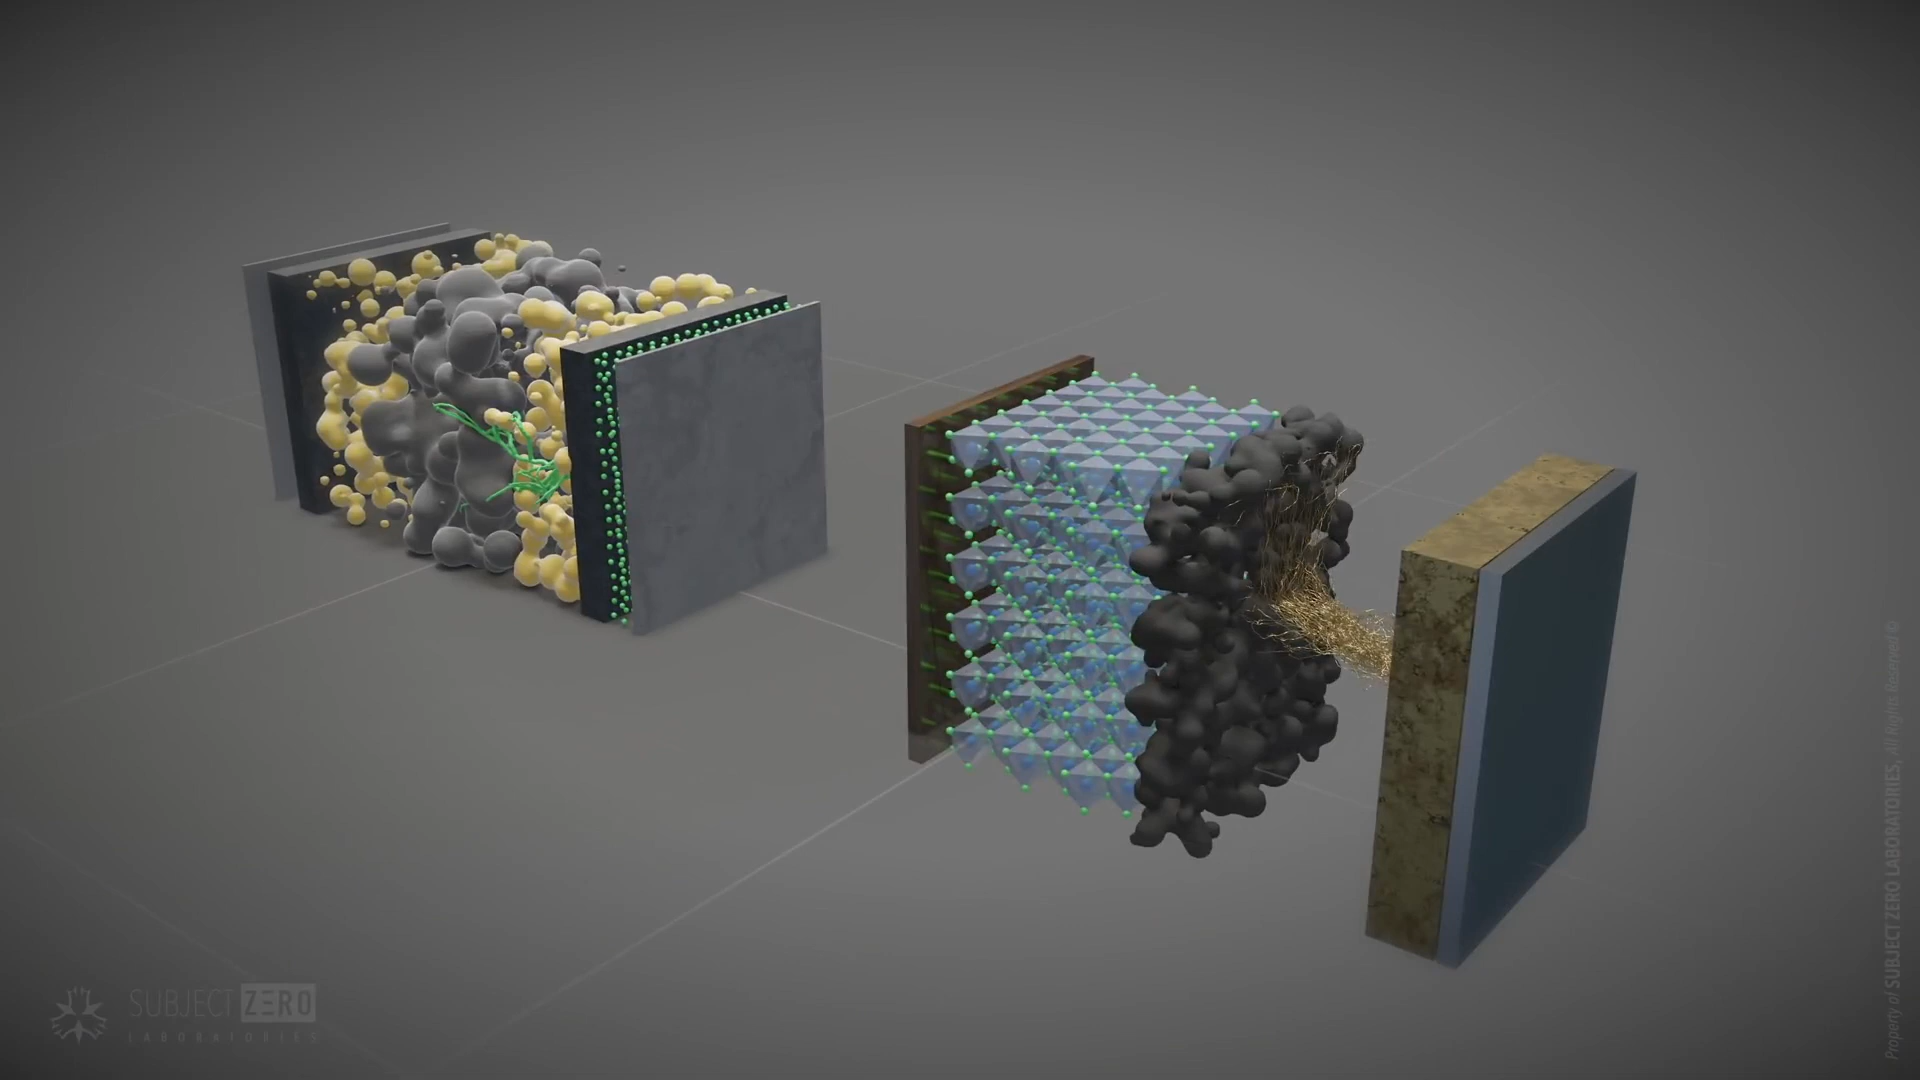 SUBJECT ZERO
LABORATORIES
Property of SUBJECT ZERO LABORATORIES, All Rights Reserved ©